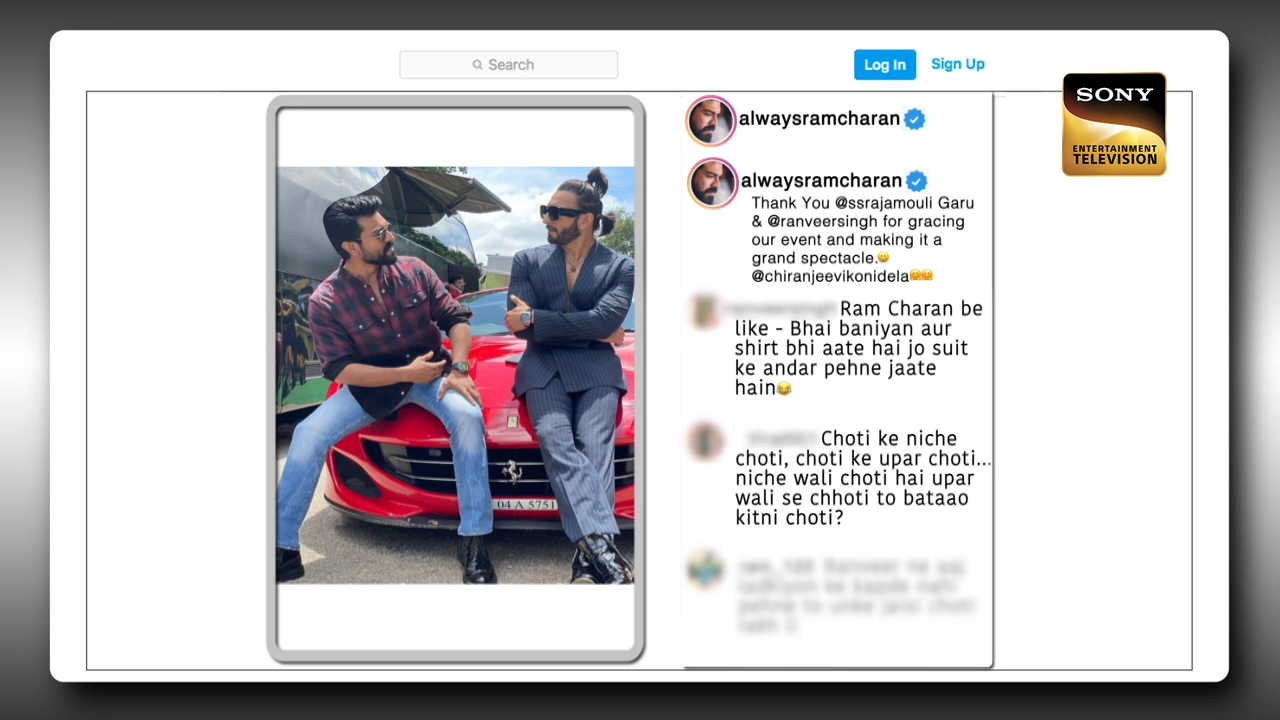 Search
Log In
Sign Up
SONY
ENTERTAINMENT
TELEVISION
alwaysramcharan
alwaysramcharan
Thank You @ssrajamouli Garu
& @ranveersingh for gracing
our event and making it a
grand spectacle.😀
@chiranjeevikonidela🤗🤗
Ram Charan be
like - Bhai baniyan aur
shirt bhi aate hai jo suit
ke andar pehne jaate
hain😂
Choti ke niche
choti, choti ke upar choti...
niche wali choti hai upar
wali se chhoti to bataao
kitni choti?
04 A 5751